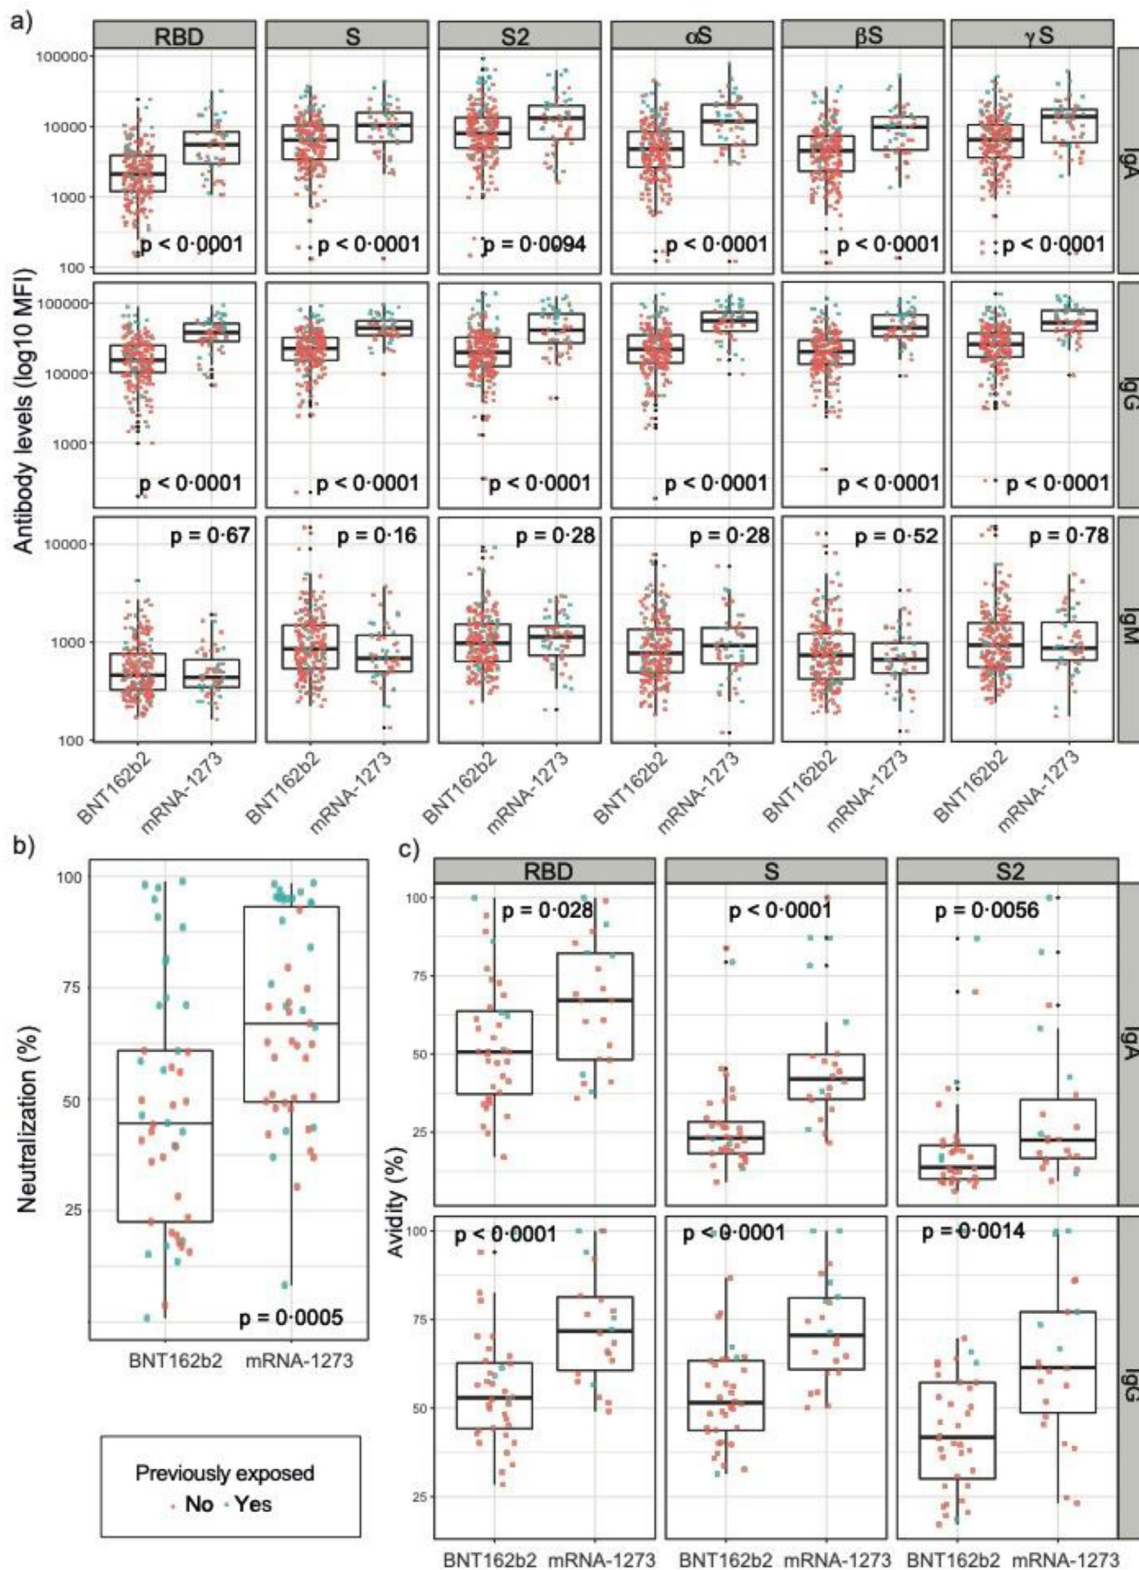 a)
RBD S S2 αS βS γS
100000
10000
1000
100
p < 0·0001 p < 0·0001 p = 0·0094 p < 0·0001 p < 0·0001 p < 0·0001
IgA
100000
10000
1000
p < 0·0001 p < 0·0001 p < 0·0001 p < 0·0001 p < 0·0001 p < 0·0001
IgG
p = 0·67 p = 0·16 p = 0·28 p = 0·28 p = 0·52 p = 0·78
10000
1000
100
IgM
Antibody levels (log10 MFI)
BNT162b2 mRNA-1273 BNT162b2 mRNA-1273 BNT162b2 mRNA-1273 BNT162b2 mRNA-1273 BNT162b2 mRNA-1273 BNT162b2 mRNA-1273
b)
100
75
50
25
Neutralization (%)
p = 0·0005
BNT162b2 mRNA-1273
Previously exposed
No Yes
c)
RBD S S2
p = 0·028 p < 0·0001 p = 0·0056
100
75
50
25
IgA
Avidity (%)
p < 0·0001 p < 0·0001 p = 0·0014
100
75
50
25
IgG
BNT162b2 mRNA-1273 BNT162b2 mRNA-1273 BNT162b2 mRNA-1273